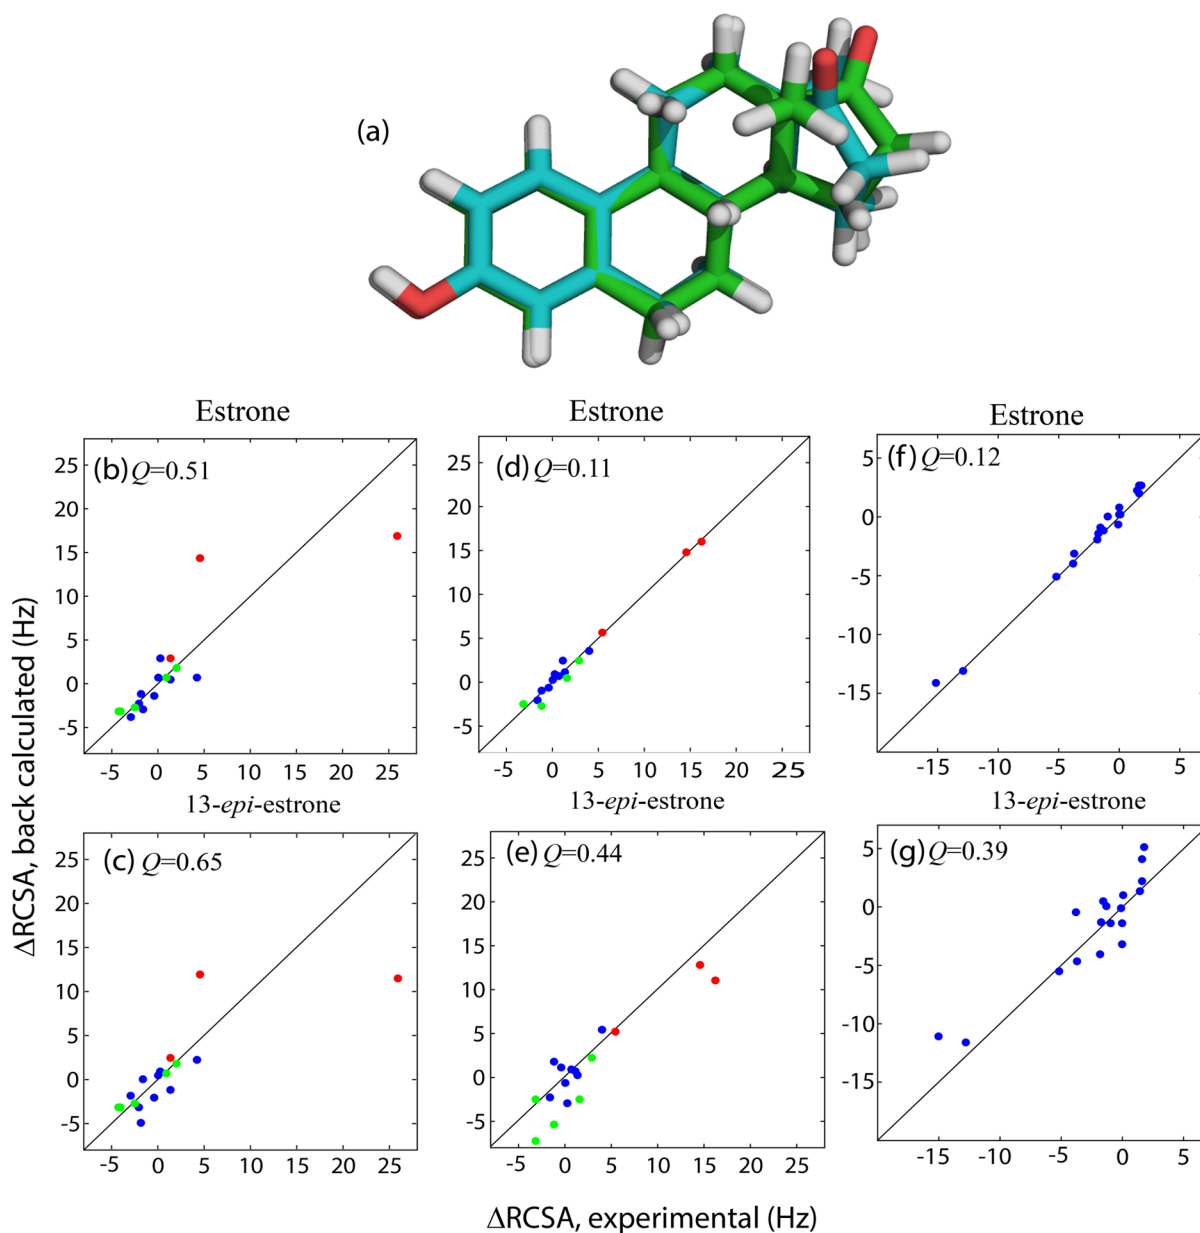 (a)
Estrone
Estrone
Estrone
(b) Q=0.51
25
20
15
10
5
0
-5
-5 0 5 10 15 20 25
(d) Q=0.11
25
20
15
10
5
0
-5
-5 0 5 10 15 20 25
(f) Q=0.12
5
0
-5
-10
-15
-15 -10 -5 0 5
ΔRCSA, back calculated (Hz)
13-epi-estrone
13-epi-estrone
13-epi-estrone
(c) Q=0.65
25
20
15
10
5
0
-5
-5 0 5 10 15 20 25
(e) Q=0.44
25
20
15
10
5
0
-5
-5 0 5 10 15 20 25
(g) Q=0.39
5
0
-5
-10
-15
-15 -10 -5 0 5
ΔRCSA, experimental (Hz)